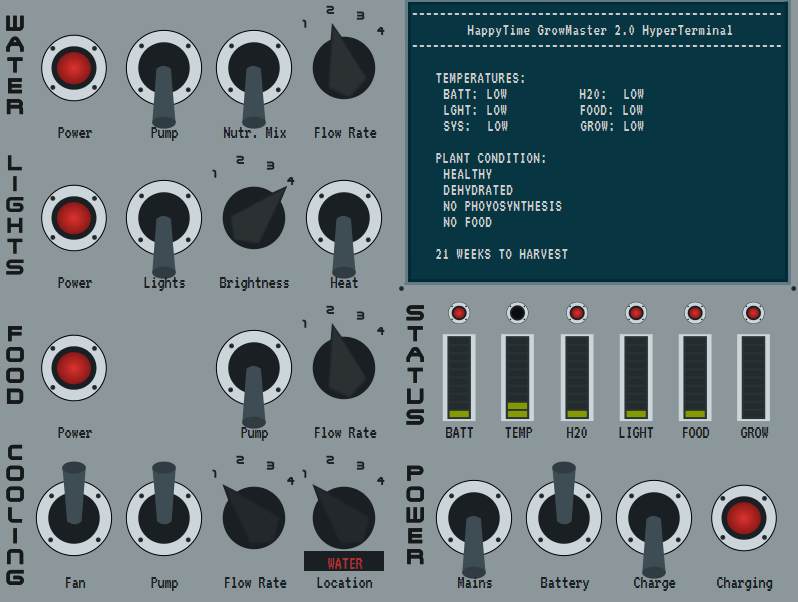 WATER
Power
Pump
Nutr. Mix
1 2 3 4
Flow Rate
LIGHTS
Power
Lights
1 2 3 4
Brightness
Heat
FOOD
Power
Pump
1 2 3 4
Flow Rate
COOLING
Fan
Pump
1 2 3 4
Flow Rate
1 2 3 4
WATER
Location
HappyTime GrowMaster 2.0 HyperTerminal
TEMPERATURES:
BATT: LOW H20: LOW
LGHT: LOW FOOD: LOW
SYS: LOW GROW: LOW
PLANT CONDITION:
HEALTHY
DEHYDRATED
NO PHOYOSYNTHESIS
NO FOOD
21 WEEKS TO HARVEST
STATUS
BATT TEMP H20 LIGHT FOOD GROW
POWER
Mains Battery Charge Charging